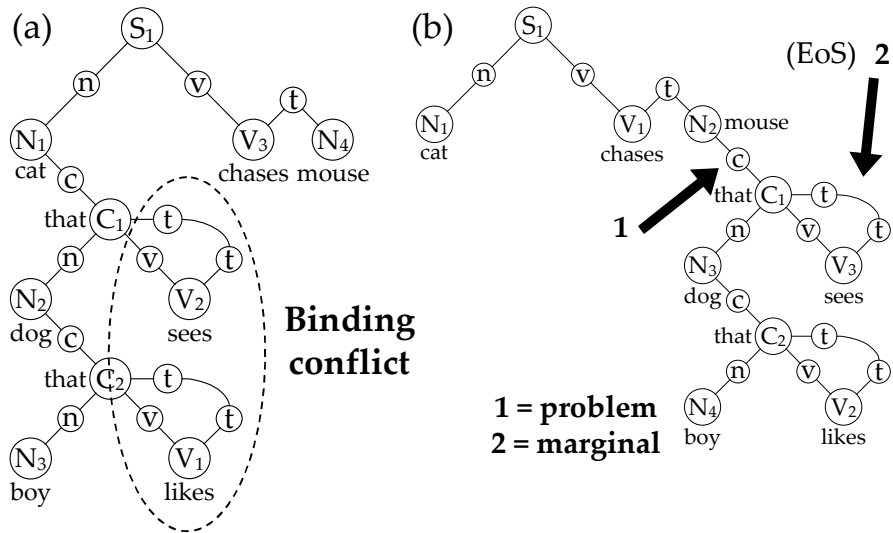 (a)
S1
n
v
t
N1
cat
V3
chases
N4
mouse
c
that
C1
t
n
v
t
N2
dog
V2
sees
c
that
C2
t
n
v
t
N3
boy
V1
likes
Binding
conflict
(b)
S1
(EoS) 2
n
v
t
N1
cat
V1
chases
N2
mouse
c
1
that
C1
t
n
v
t
N3
dog
V3
sees
c
that
C2
t
n
v
t
N4
boy
V2
likes
1 = problem
2 = marginal